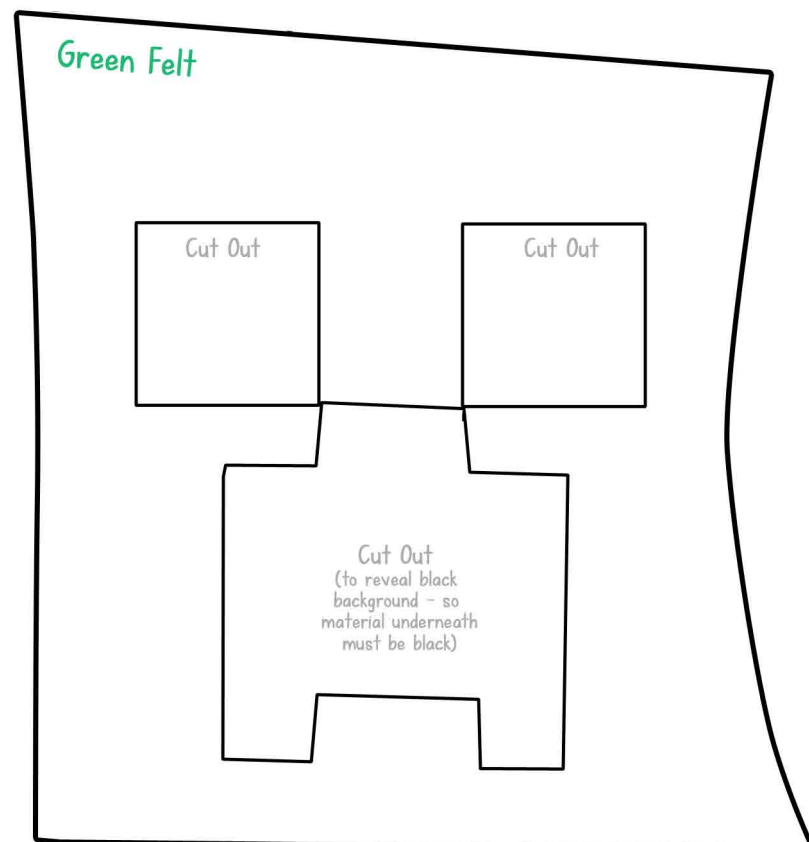 Green Felt
Cut Out
Cut Out
Cut Out
(to reveal black
background - so
material underneath
must be black)